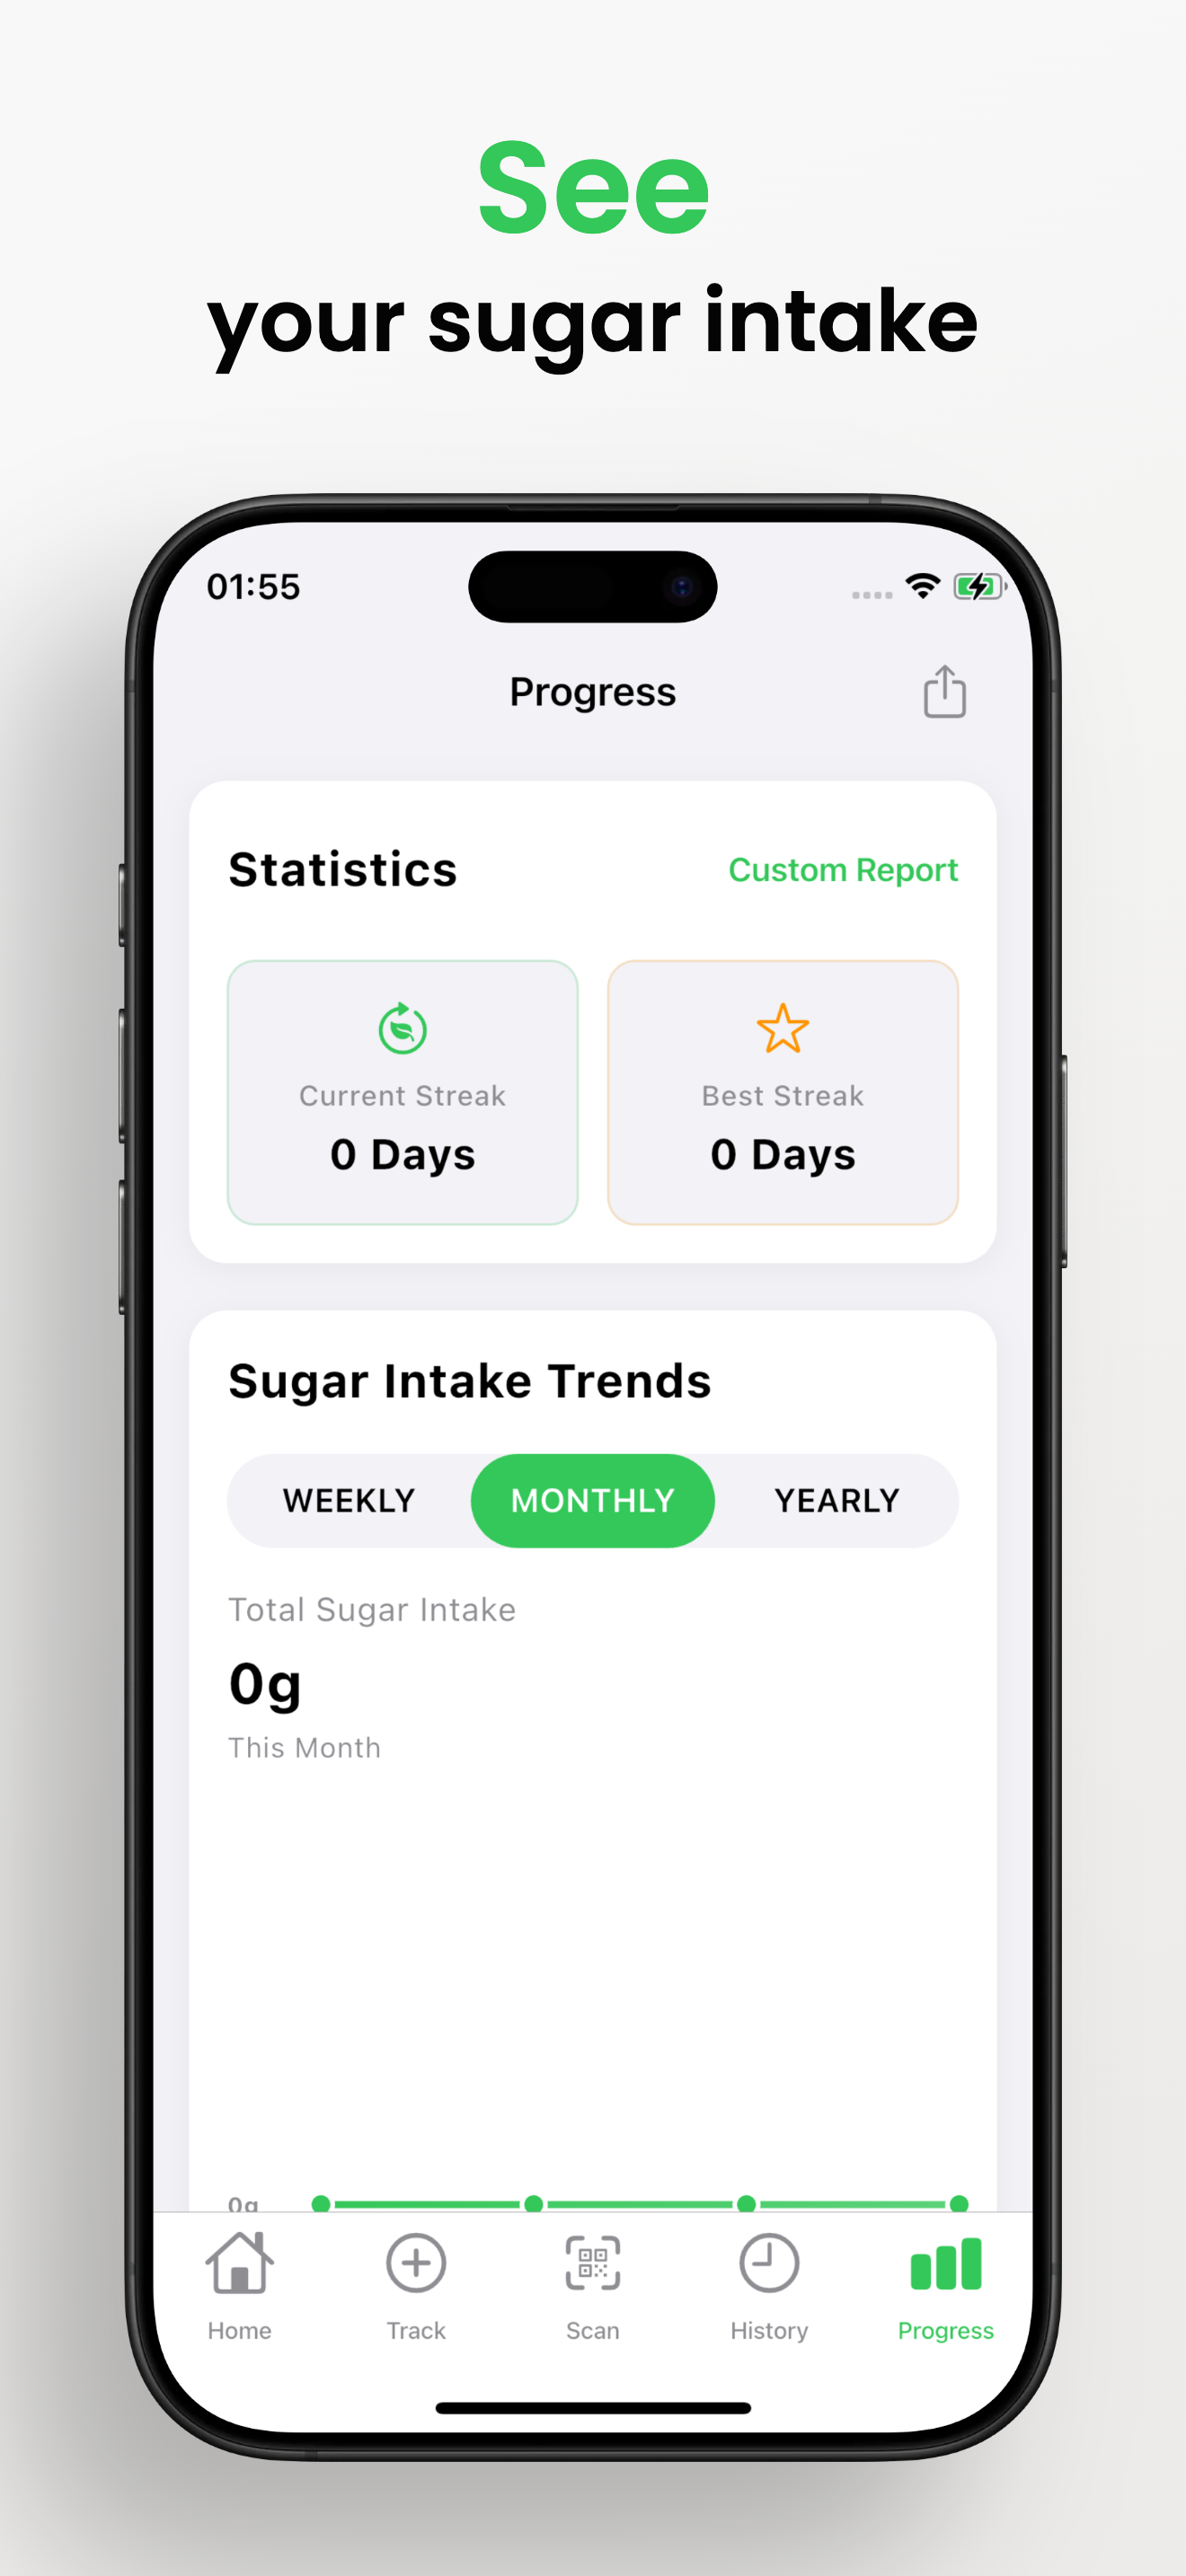 See
your sugar intake
01:55
Progress
Statistics
Custom Report
Current Streak
Best Streak
0 Days
0 Days
Sugar Intake Trends
WEEKLY
MONTHLY
YEARLY
Total Sugar Intake
0g
This Month
0g
Home
Track
Scan
History
Progress